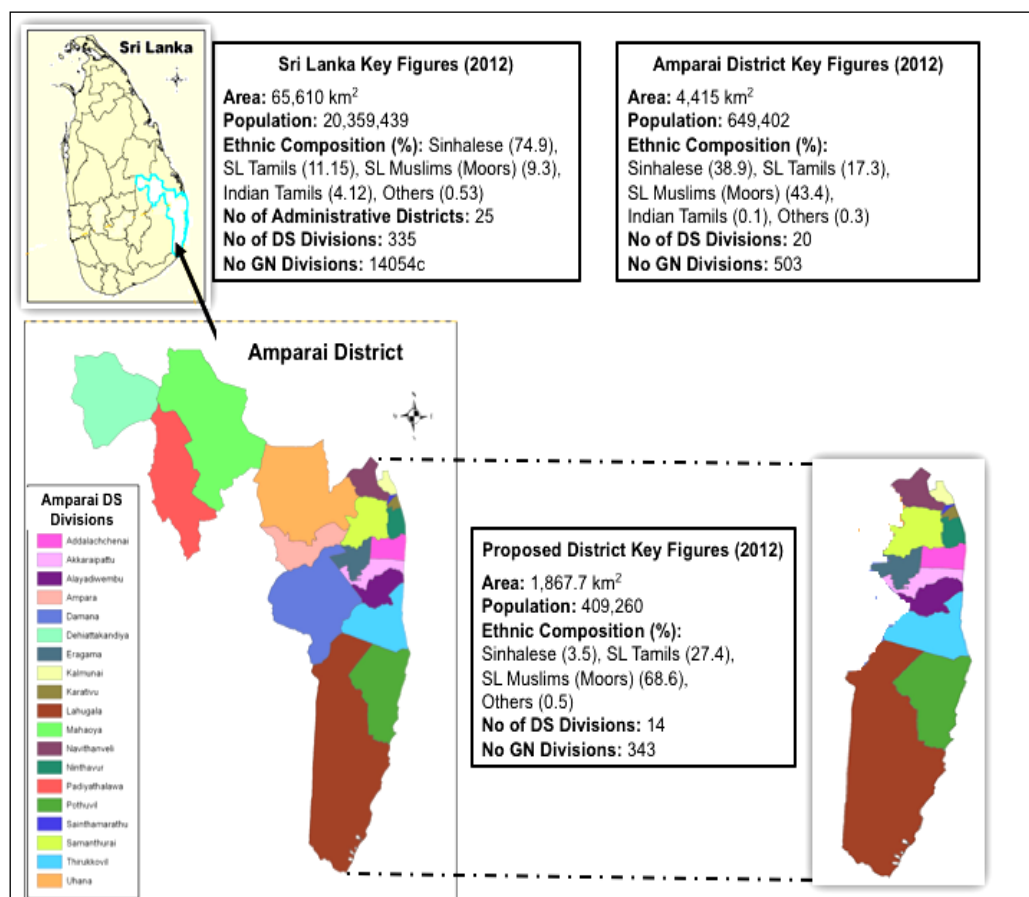 Sri Lanka
Sri Lanka Key Figures (2012)
Area: 65,610 km²
Population: 20,359,439
Ethnic Composition (%): Sinhalese (74.9),
SL Tamils (11.15), SL Muslims (Moors) (9.3),
Indian Tamils (4.12), Others (0.53)
No of Administrative Districts: 25
No of DS Divisions: 335
No GN Divisions: 14054c
Amparai District Key Figures (2012)
Area: 4,415 km²
Population: 649,402
Ethnic Composition (%):
Sinhalese (38.9), SL Tamils (17.3),
SL Muslims (Moors) (43.4),
Indian Tamils (0.1), Others (0.3)
No of DS Divisions: 20
No GN Divisions: 503
Amparai District
Amparai DS
Divisions
Addalachchenai
Akkaraipattu
Alayadiwembu
Ampara
Damana
Dehiattakandiya
Eragama
Kalmunai
Karativu
Lahugala
Mahaoya
Navithanveli
Ninthavur
Padiyathalawa
Pothuvil
Sainthamarathu
Samanthurai
Thirukkovil
Uhana
Proposed District Key Figures (2012)
Area: 1,867.7 km²
Population: 409,260
Ethnic Composition (%):
Sinhalese (3.5), SL Tamils (27.4),
SL Muslims (Moors) (68.6),
Others (0.5)
No of DS Divisions: 14
No GN Divisions: 343